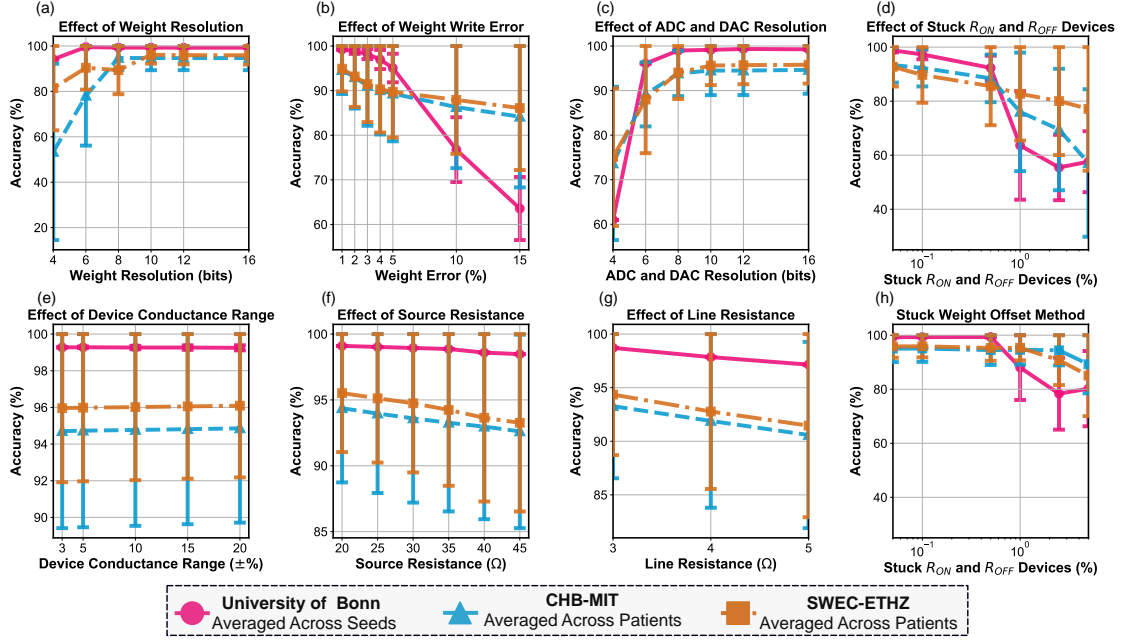 (a)
Effect of Weight Resolution
Accuracy (%)
100
80
60
40
20
4 6 8 10 12 14 16
Weight Resolution (bits)
(b)
Effect of Weight Write Error
Accuracy (%)
100
90
80
70
60
1 2 3 4 5 10 15
Weight Error (%)
(c)
Effect of ADC and DAC Resolution
Accuracy (%)
100
90
80
70
60
4 6 8 10 12 14 16
ADC and DAC Resolution (bits)
(d)
Effect of Stuck R_ON and R_OFF Devices
Accuracy (%)
100
80
60
40
10⁻¹ 10⁰
Stuck R_ON and R_OFF Devices (%)
(e)
Effect of Device Conductance Range
Accuracy (%)
100
98
96
94
92
90
3 5 10 15 20
Device Conductance Range (±%)
(f)
Effect of Source Resistance
Accuracy (%)
100
95
90
85
20 25 30 35 40 45
Source Resistance (Ω)
(g)
Effect of Line Resistance
Accuracy (%)
100
95
90
85
3 4 5
Line Resistance (Ω)
(h)
Stuck Weight Offset Method
Accuracy (%)
100
80
60
40
10⁻¹ 10⁰
Stuck R_ON and R_OFF Devices (%)
University of Bonn
Averaged Across Seeds
CHB-MIT
Averaged Across Patients
SWEC-ETHZ
Averaged Across Patients